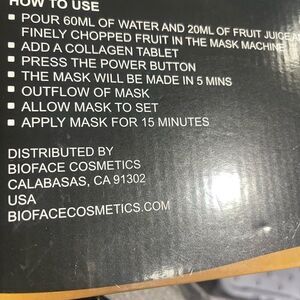 HOW TO USE
▪ POUR 60ML OF WATER AND 20ML OF FRUIT JUICE
FINELY CHOPPED FRUIT IN THE MASK MACHINE
▪ ADD A COLLAGEN TABLET
▪ PRESS THE POWER BUTTON
▪ THE MASK WILL BE MADE IN 5 MINS
▪ OUTFLOW OF MASK
▪ ALLOW MASK TO SET
▪ APPLY MASK FOR 15 MINUTES
DISTRIBUTED BY
BIOFACE COSMETICS
CALABASAS, CA 91302
USA
BIOFACECOSMETICS.COM